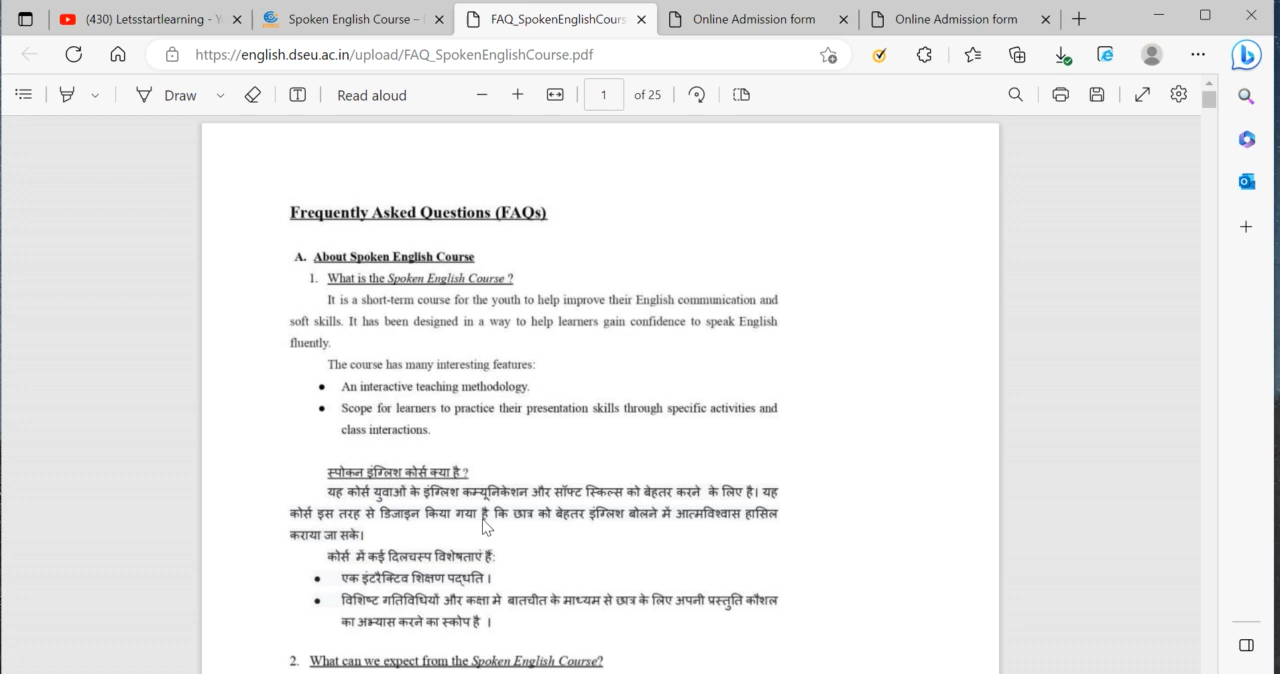 (430) Letsstartlearning - Y
Spoken English Course –
FAQ_SpokenEnglishCours
Online Admission form
Online Admission form
https://english.dseu.ac.in/upload/FAQ_SpokenEnglishCourse.pdf
Draw
Read aloud
1 of 25
Frequently Asked Questions (FAQs)
A. About Spoken English Course
1. What is the Spoken English Course ?
It is a short-term course for the youth to help improve their English communication and
soft skills. It has been designed in a way to help learners gain confidence to speak English
fluently.
The course has many interesting features:
● An interactive teaching methodology.
● Scope for learners to practice their presentation skills through specific activities and
class interactions.
स्पोकन इंग्लिश कोर्स क्या है ?
यह कोर्स युवाओं के इंग्लिश कम्यूनिकेशन और सॉफ्ट स्किल्स को बेहतर करने के लिए है। यह
कोर्स इस तरह से डिजाइन किया गया है कि छात्र को बेहतर इंग्लिश बोलने में आत्मविश्वास हासिल
कराया जा सके।
कोर्स में कई दिलचस्प विशेषताएं हैं:
● एक इंटरैक्टिव शिक्षण पद्धति ।
● विशिष्ट गतिविधियों और कक्षा मे बातचीत के माध्यम से छात्र के लिए अपनी प्रस्तुति कौशल
का अभ्यास करने का स्कोप है ।
2. What can we expect from the Spoken English Course?